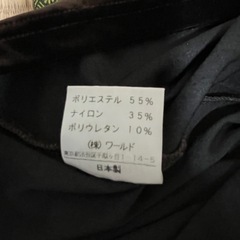 ポリエステル 55%
ナイロン 35%
ポリウレタン 10%
(株) ワールド
日本製